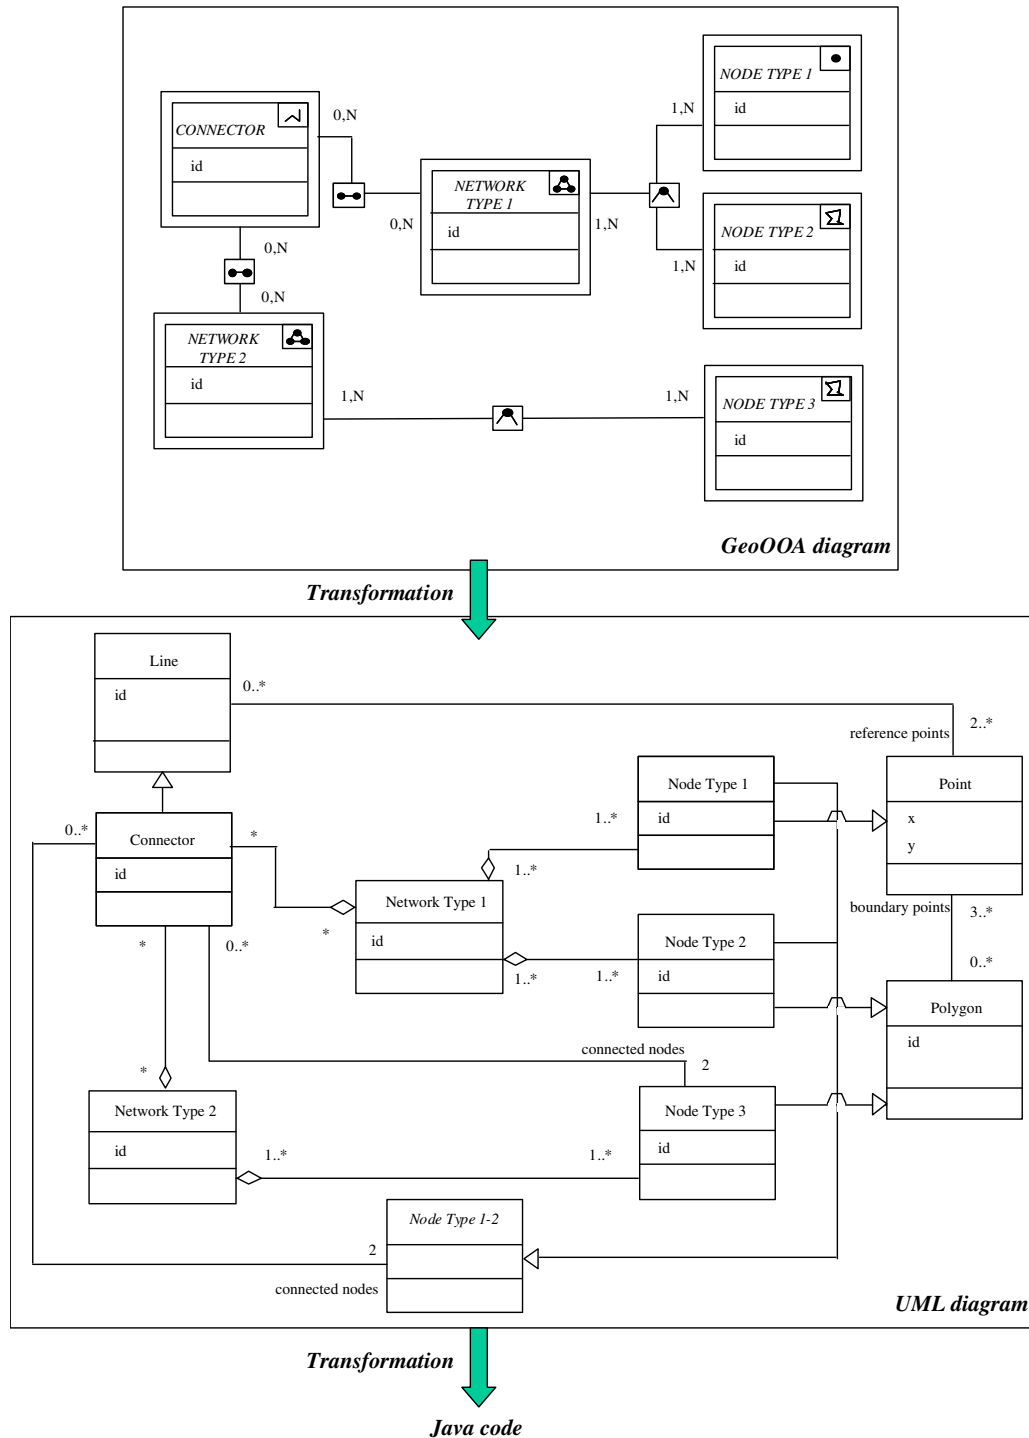 NODE TYPE 1
id
1,N
0,N
CONNECTOR
id
NETWORK
TYPE 1
id
0,N
1,N
NODE TYPE 2
id
1,N
0,N
0,N
NETWORK
TYPE 2
id
1,N
1,N
NODE TYPE 3
id
GeoOOA diagram
Transformation
Line
id
0..*
2..*
reference points
Node Type 1
id
1..*
Point
x
y
0..*
Connector
id
*
1..*
Network Type 1
id
*
boundary points
3..*
*
0..*
Node Type 2
id
1..*
1..*
0..*
Polygon
id
connected nodes
2
*
Network Type 2
id
1..*
1..*
Node Type 3
id
Node Type 1-2
2
connected nodes
UML diagram
Transformation
Java code